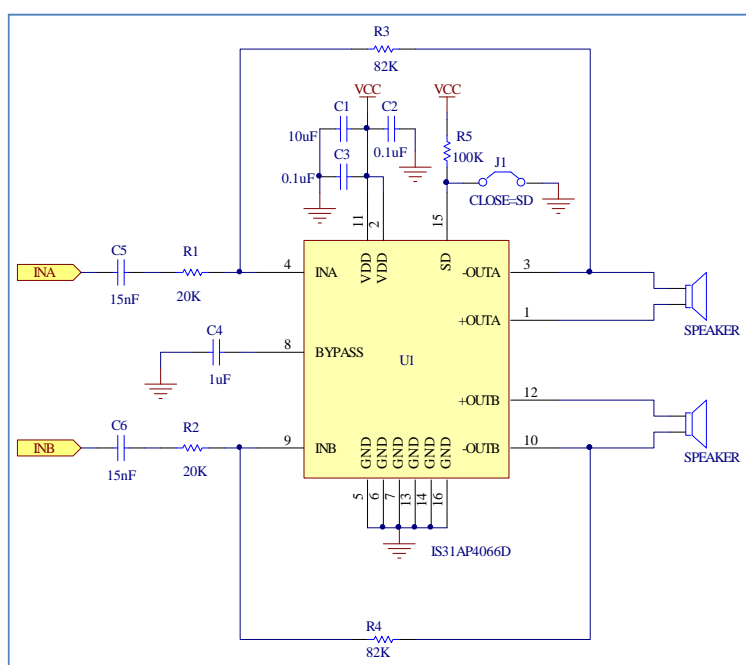 R3
82K
VCC
VCC
C1
C2
10uF
0.1uF
C3
0.1uF
R5
100K
J1
CLOSE=SD
11
2
15
VDD
VDD
SD
C5
R1
INA
15nF
20K
4
INA
-OUTA
3
+OUTA
1
SPEAKER
C4
1uF
8
BYPASS
U1
+OUTB
12
C6
R2
INB
15nF
20K
9
INB
-OUTB
10
SPEAKER
GND
GND
GND
GND
GND
GND
5
6
7
13
14
16
IS31AP4066D
R4
82K